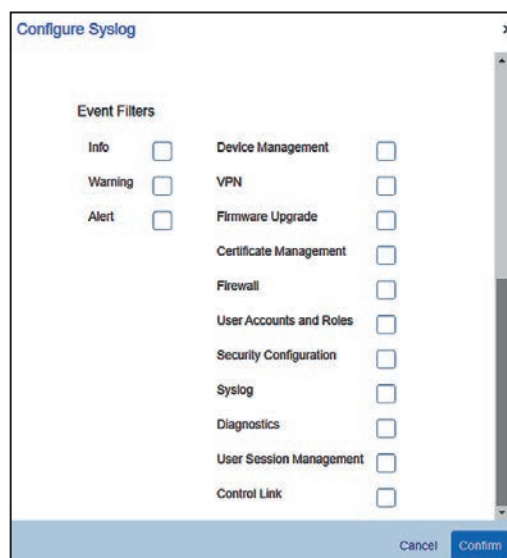 Configure Syslog
Event Filters
Info
Device Management
Warning
VPN
Alert
Firmware Upgrade
Certificate Management
Firewall
User Accounts and Roles
Security Configuration
Syslog
Diagnostics
User Session Management
Control Link
Cancel
Confirm